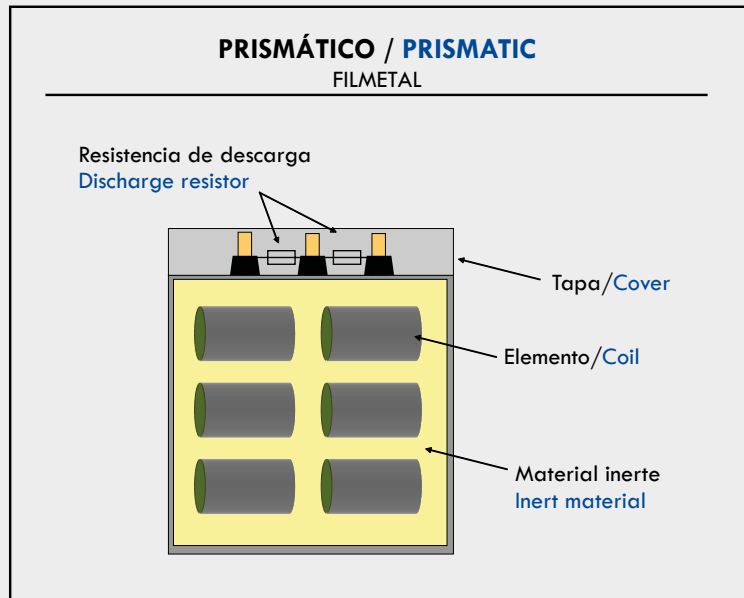 PRISMÁTICO / PRISMATIC
FILMETAL
Resistencia de descarga
Discharge resistor
Tapa/Cover
Elemento/Coil
Material inerte
Inert material